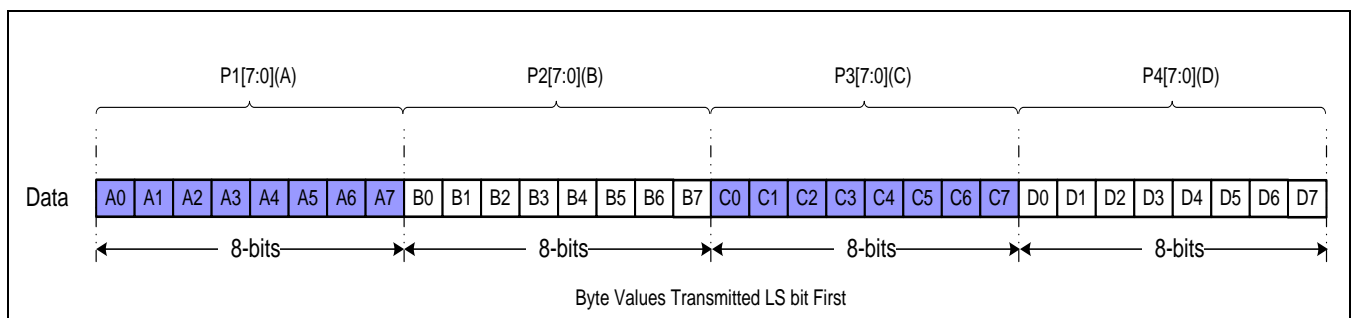 P1[7:0](A) P2[7:0](B) P3[7:0](C) P4[7:0](D)
Data A0 A1 A2 A3 A4 A5 A6 A7 B0 B1 B2 B3 B4 B5 B6 B7 C0 C1 C2 C3 C4 C5 C6 C7 D0 D1 D2 D3 D4 D5 D6 D7
8-bits 8-bits 8-bits 8-bits
Byte Values Transmitted LS bit First